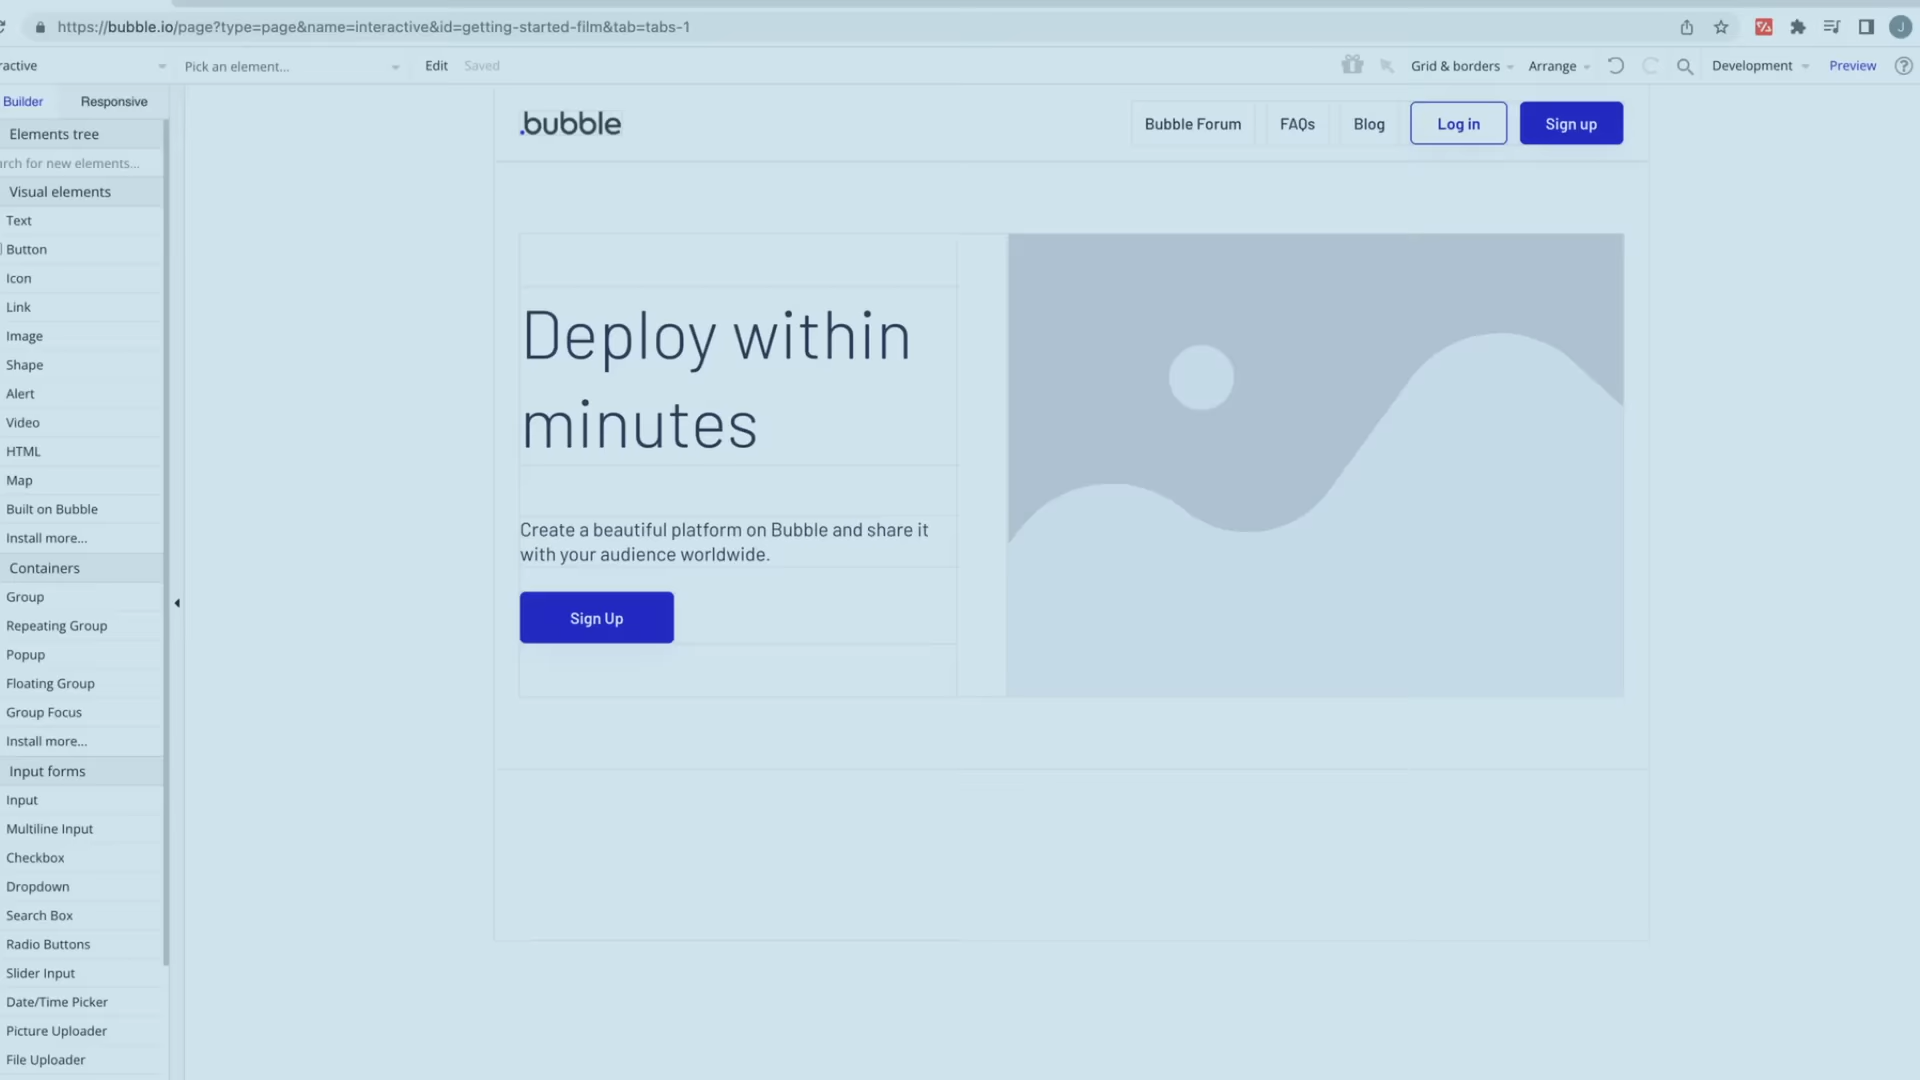 https://bubble.io/page?type=page&name=interactive&id=getting-started-film&tab=tabs-1
J
ractive
Pick an element...
Edit
Saved
Grid & borders
Arrange
Development
Preview
?
Builder
Responsive
Elements tree
rch for new elements...
Visual elements
Text
Button
Icon
Link
Image
Shape
Alert
Video
HTML
Map
Built on Bubble
Install more...
Containers
Group
Repeating Group
Popup
Floating Group
Group Focus
Install more...
Input forms
Input
Multiline Input
Checkbox
Dropdown
Search Box
Radio Buttons
Slider Input
Date/Time Picker
Picture Uploader
File Uploader
.bubble
Bubble Forum
FAQs
Blog
Log in
Sign up
Deploy within
minutes
Create a beautiful platform on Bubble and share it
with your audience worldwide.
Sign Up